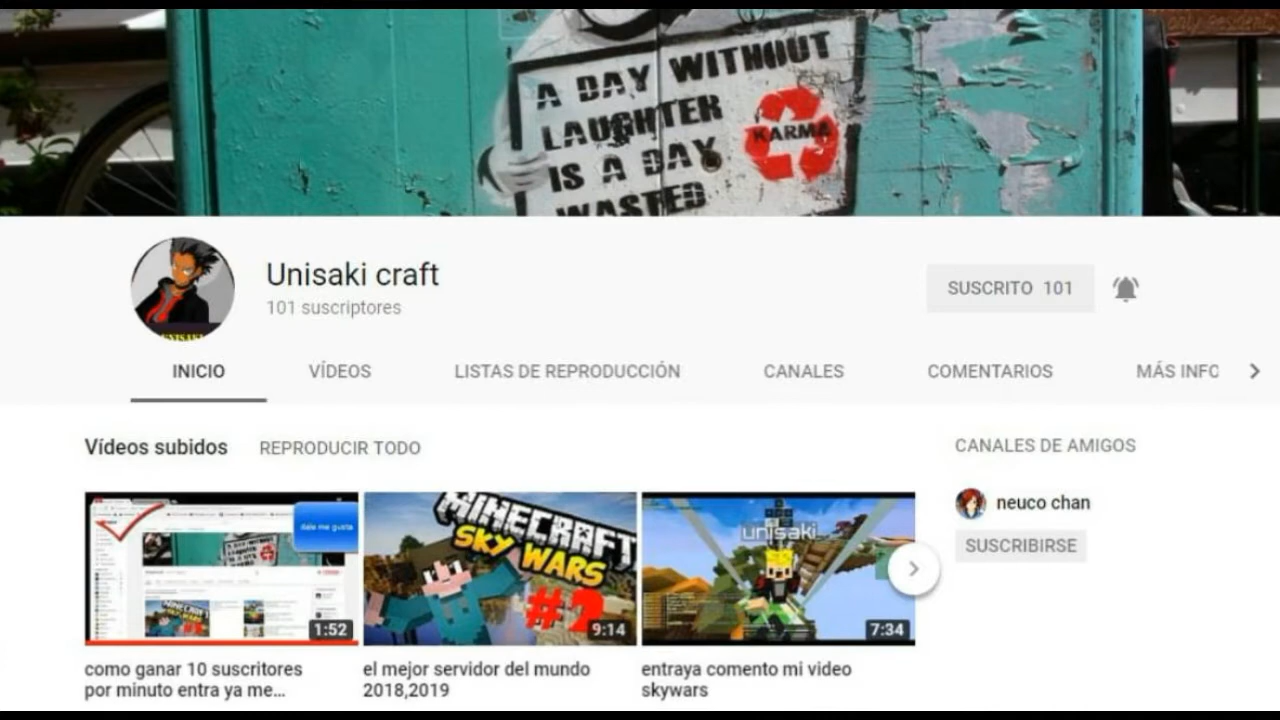 only Residents
A DAY WITHOUT
LAUGHTER
IS A DAY
WASTED
KARMA
UNISAKI
Unisaki craft
101 suscriptores
SUSCRITO 101
INICIO
VÍDEOS
LISTAS DE REPRODUCCIÓN
CANALES
COMENTARIOS
MÁS INFO
Vídeos subidos
REPRODUCIR TODO
CANALES DE AMIGOS
neuco chan
SUSCRIBIRSE
dale me gusta
1:52
MINECRAFT
SKY WARS
#2
9:14
unisaki
7:34
como ganar 10 suscritores
por minuto entra ya me...
el mejor servidor del mundo
2018,2019
entraya comento mi video
skywars